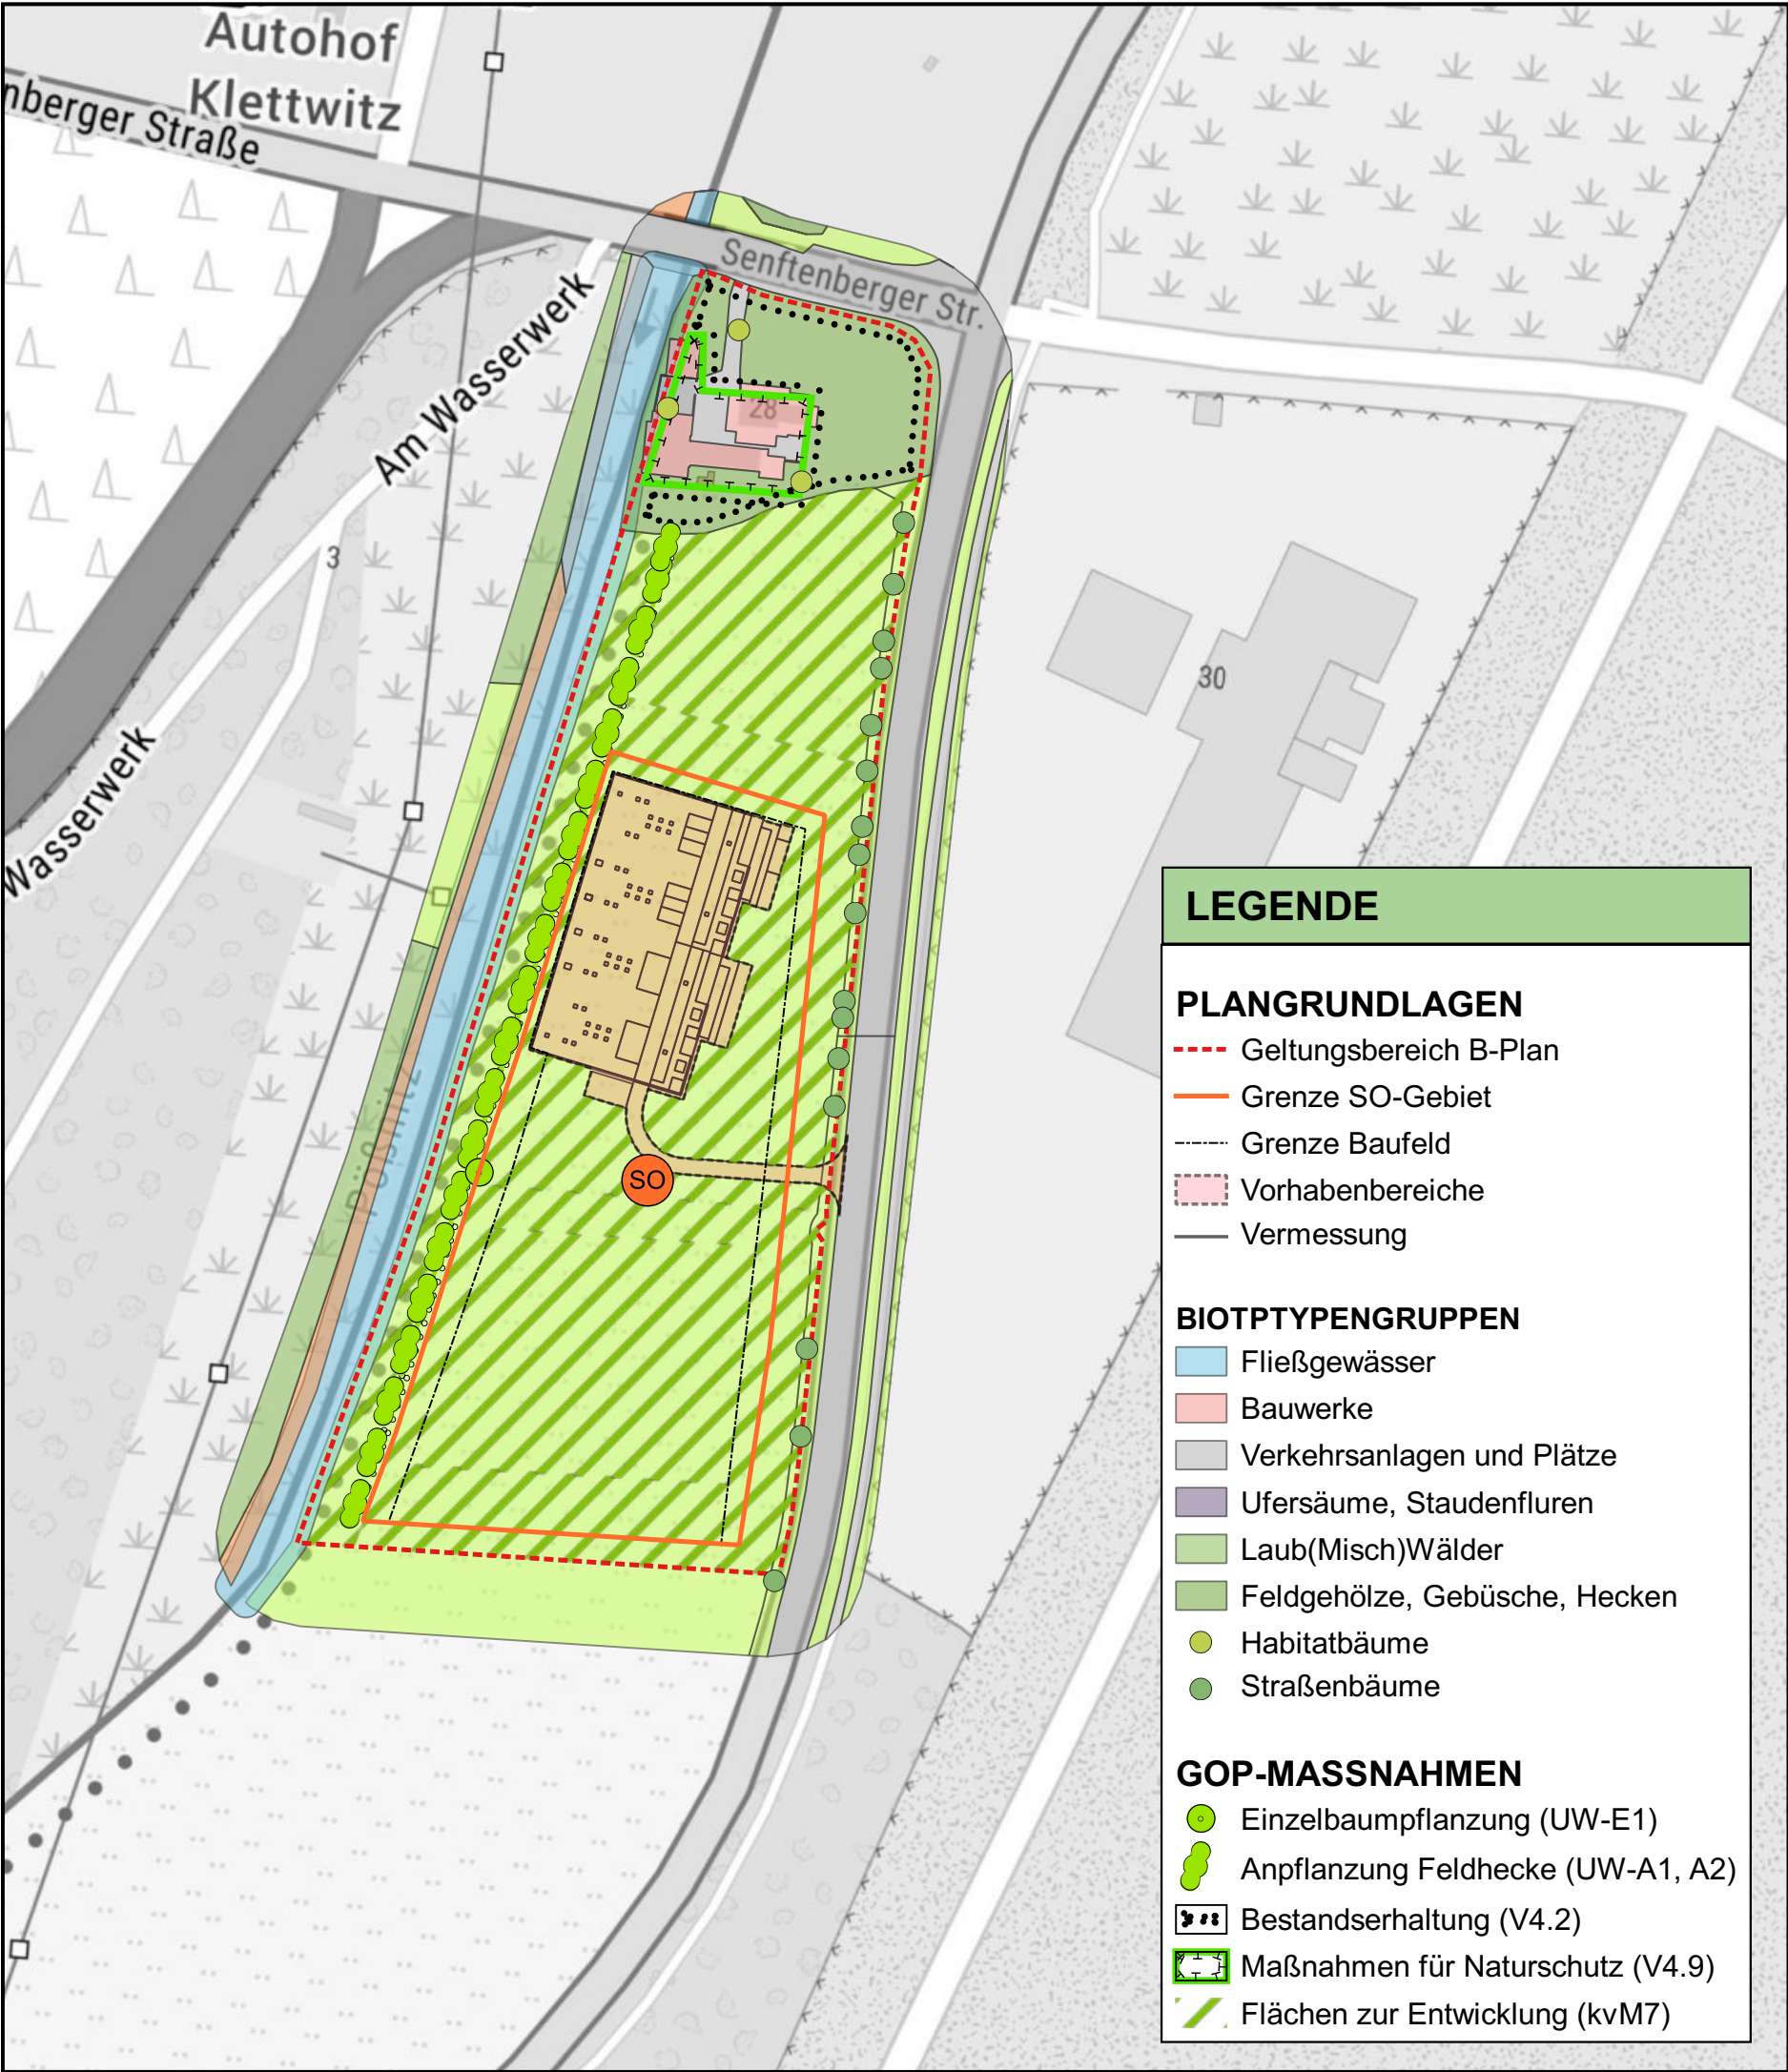 Autohof
Klettwitz
nberger Straße
Senftenberger Str.
Am Wasserwerk
28
3
30
Wasserwerk
Pößnitz
SO
LEGENDE
PLANGRUNDLAGEN
Geltungsbereich B-Plan
Grenze SO-Gebiet
Grenze Baufeld
Vorhabenbereiche
Vermessung
BIOTPTYPENGRUPPEN
Fließgewässer
Bauwerke
Verkehrsanlagen und Plätze
Ufersäume, Staudenfluren
Laub(Misch)Wälder
Feldgehölze, Gebüsche, Hecken
Habitatbäume
Straßenbäume
GOP-MASSNAHMEN
Einzelbaumpflanzung (UW-E1)
Anpflanzung Feldhecke (UW-A1, A2)
Bestandserhaltung (V4.2)
Maßnahmen für Naturschutz (V4.9)
Flächen zur Entwicklung (kvM7)